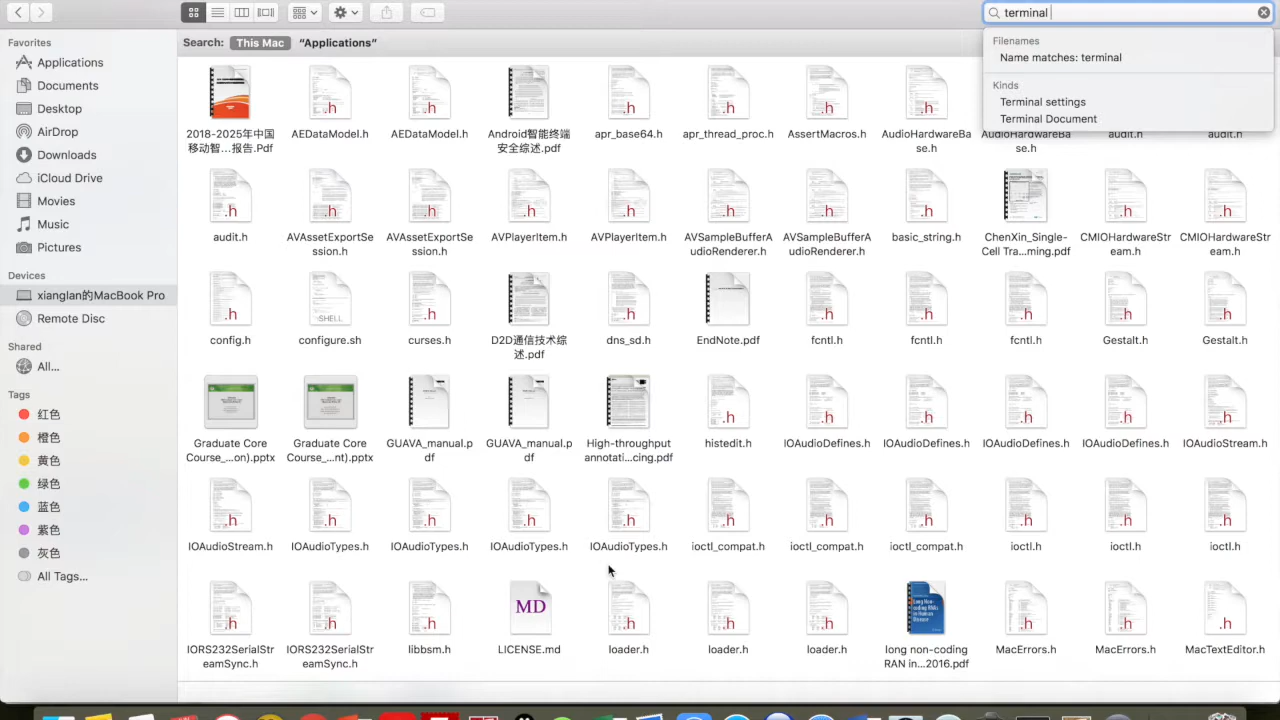 terminal
Favorites
Search: This Mac “Applications”
Filenames
Name matches: terminal
Kinds
Terminal settings
Terminal Document
Applications
Documents
Desktop
AirDrop
Downloads
iCloud Drive
Movies
Music
Pictures
Devices
xianglan的MacBook Pro
Remote Disc
Shared
All...
Tags
红色
橙色
黄色
绿色
蓝色
紫色
灰色
All Tags...
2018-2025年中国
移动智...报告.Pdf
AEDataModel.h
AEDataModel.h
Android智能终端
安全综述.pdf
apr_base64.h
apr_thread_proc.h
AssertMacros.h
AudioHardwareBa
se.h
AudioHardwareBa
se.h
audit.h
audit.h
audit.h
AVAssetExportSe
ssion.h
AVAssetExportSe
ssion.h
AVPlayerItem.h
AVPlayerItem.h
AVSampleBufferA
udioRenderer.h
AVSampleBufferA
udioRenderer.h
basic_string.h
ChenXin_Single-
Cell Tra...ming.pdf
CMIOHardwareStr
eam.h
CMIOHardwareStr
eam.h
config.h
SHELL
configure.sh
curses.h
D2D通信技术综
述.pdf
dns_sd.h
EndNote.pdf
fcntl.h
fcntl.h
fcntl.h
Gestalt.h
Gestalt.h
Graduate Core
Course_...on).pptx
Graduate Core
Course_...nt).pptx
GUAVA_manual.p
df
GUAVA_manual.p
df
High-throughput
annotati...cing.pdf
histedit.h
IOAudioDefines.h
IOAudioDefines.h
IOAudioDefines.h
IOAudioDefines.h
IOAudioStream.h
IOAudioStream.h
IOAudioTypes.h
IOAudioTypes.h
IOAudioTypes.h
IOAudioTypes.h
ioctl_compat.h
ioctl_compat.h
ioctl_compat.h
ioctl.h
ioctl.h
ioctl.h
IORS232SerialStr
eamSync.h
IORS232SerialStr
eamSync.h
libbsm.h
MD
LICENSE.md
loader.h
loader.h
loader.h
long non-coding
RAN in...2016.pdf
MacErrors.h
MacErrors.h
MacTextEditor.h